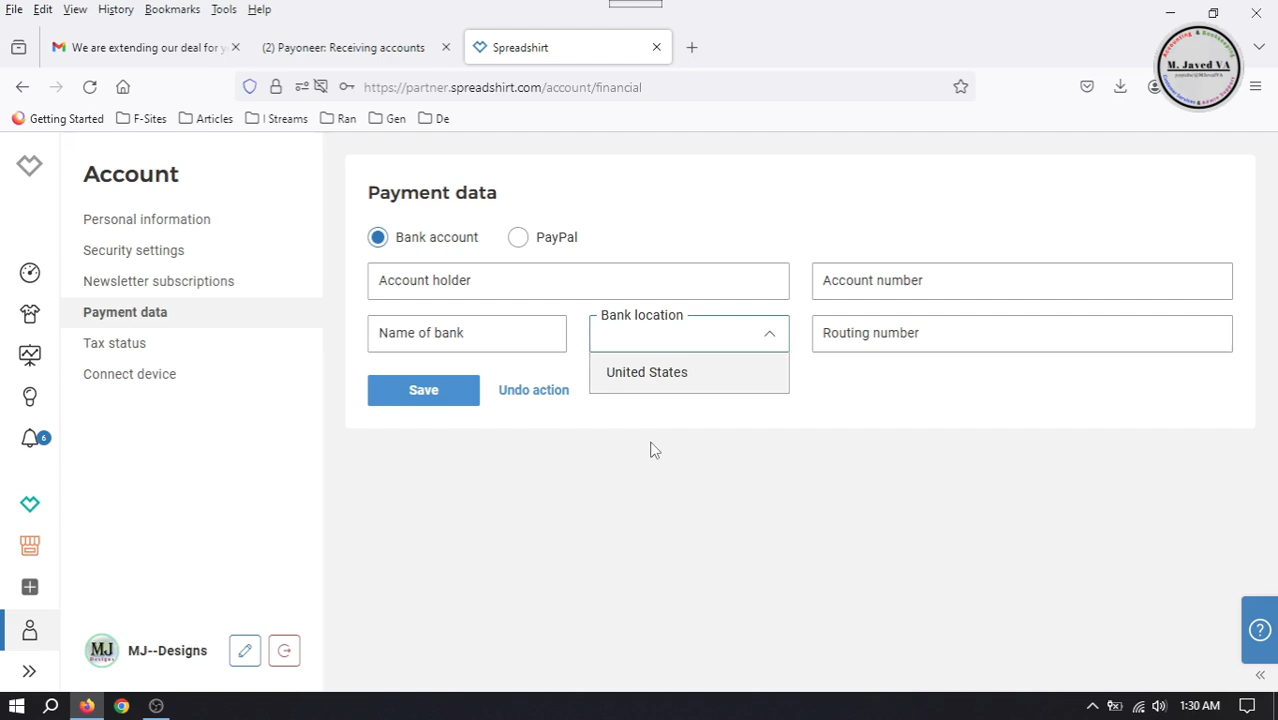 File Edit View History Bookmarks Tools Help
We are extending our deal for y
(2) Payoneer: Receiving accounts
Spreadshirt
https://partner.spreadshirt.com/account/financial
Getting Started F-Sites Articles I Streams Ran Gen De
M. Javed VA
Account
Personal information
Security settings
Newsletter subscriptions
Payment data
Tax status
Connect device
6
MJ--Designs
MJ
Designs
Payment data
Bank account PayPal
Account holder
Account number
Name of bank
Bank location
Routing number
United States
Save Undo action
1:30 AM